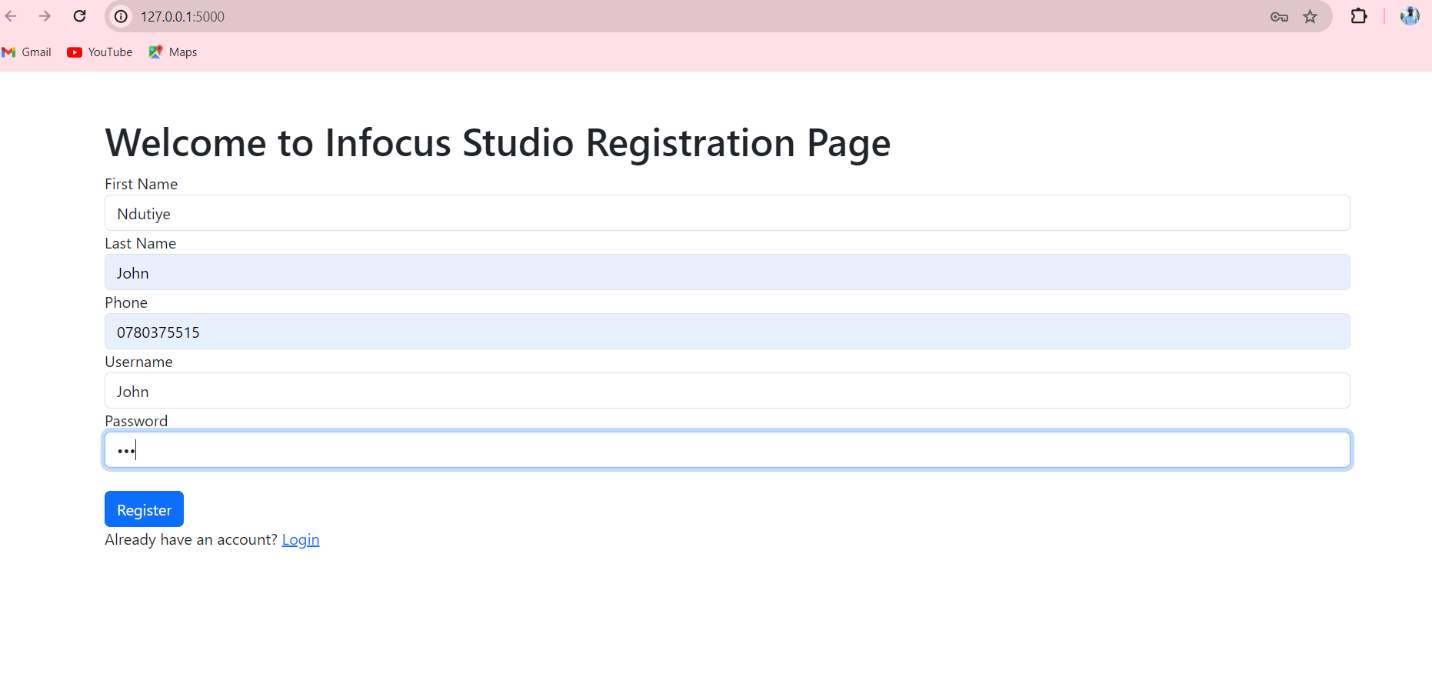 127.0.0.1:5000
Gmail YouTube Maps
Welcome to Infocus Studio Registration Page
First Name
Ndutiye
Last Name
John
Phone
0780375515
Username
John
Password
•••
Register
Already have an account? Login